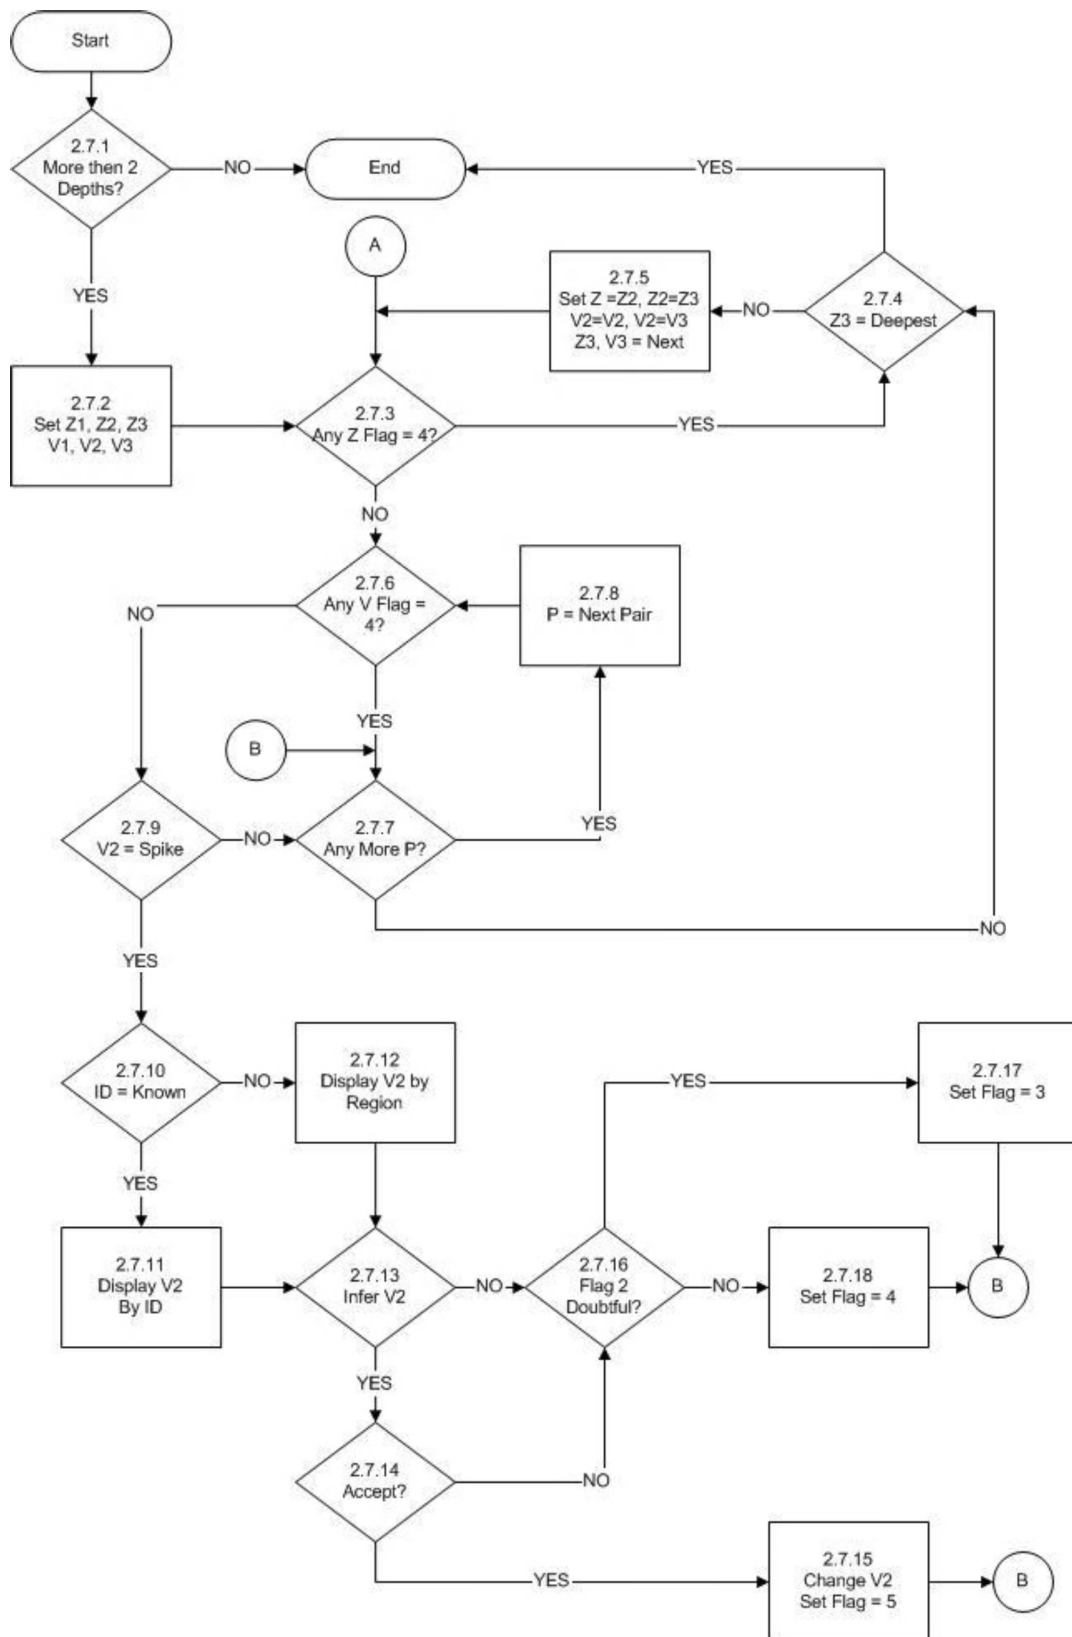 Start
2.7.1
More then 2
Depths?
NO
End
YES
A
YES
2.7.5
Set Z =Z2, Z2=Z3
V2=V2, V2=V3
Z3, V3 = Next
NO
2.7.4
Z3 = Deepest
2.7.2
Set Z1, Z2, Z3
V1, V2, V3
2.7.3
Any Z Flag = 4?
YES
NO
2.7.6
Any V Flag =
4?
2.7.8
P = Next Pair
NO
YES
B
2.7.9
V2 = Spike
NO
2.7.7
Any More P?
YES
NO
YES
2.7.10
ID = Known
NO
2.7.12
Display V2 by
Region
YES
2.7.17
Set Flag = 3
YES
2.7.11
Display V2
By ID
2.7.13
Infer V2
NO
2.7.16
Flag 2
Doubtful?
NO
2.7.18
Set Flag = 4
B
YES
2.7.14
Accept?
NO
YES
2.7.15
Change V2
Set Flag = 5
B